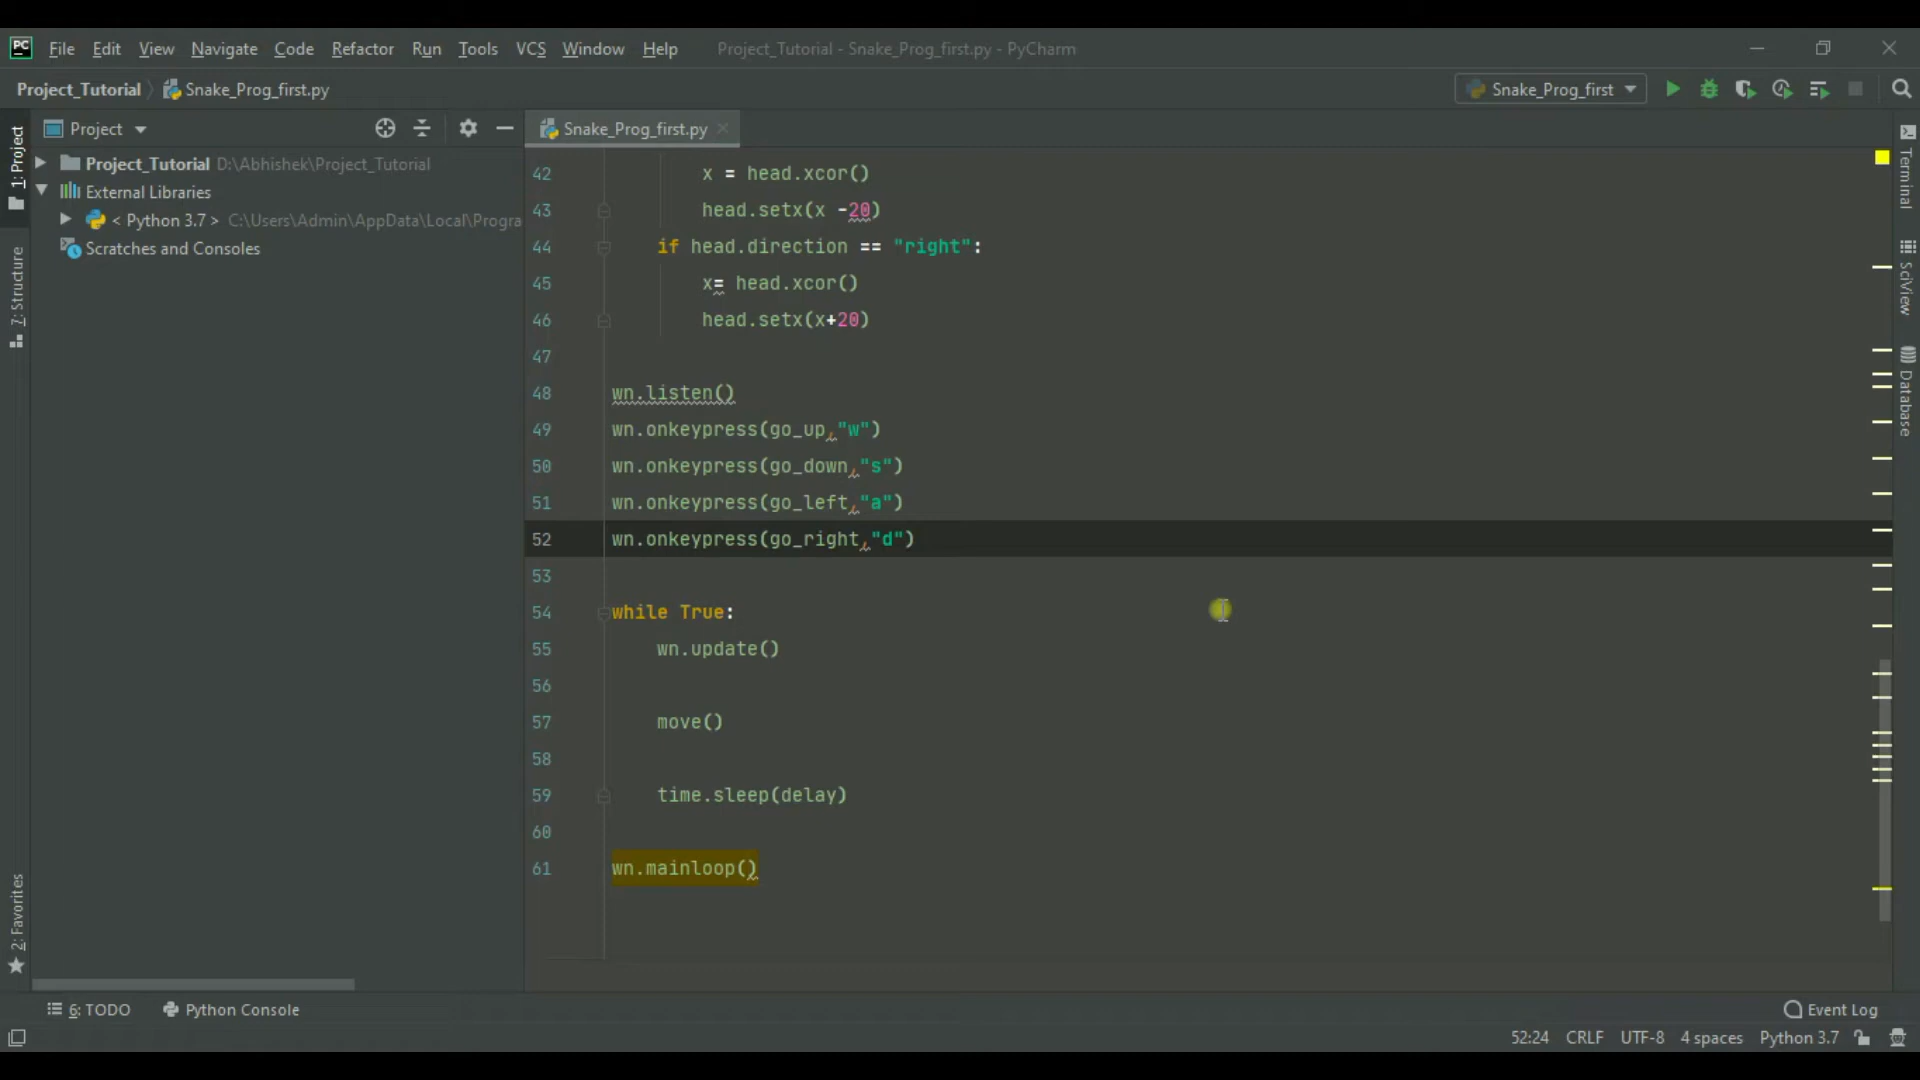 PC File Edit View Navigate Code Refactor Run Tools VCS Window Help Project_Tutorial - Snake_Prog_first.py - PyCharm
Project_Tutorial Snake_Prog_first.py Snake_Prog_first
1: Project
7: Structure
2: Favorites
Project
Project_Tutorial D:\Abhishek\Project_Tutorial
External Libraries
< Python 3.7 > C:\Users\Admin\AppData\Local\Progra
Scratches and Consoles
Snake_Prog_first.py
42 x = head.xcor()
43 head.setx(x -20)
44 if head.direction == "right":
45 x= head.xcor()
46 head.setx(x+20)
47
48 wn.listen()
49 wn.onkeypress(go_up,"w")
50 wn.onkeypress(go_down,"s")
51 wn.onkeypress(go_left,"a")
52 wn.onkeypress(go_right,"d")
53
54 while True:
55 wn.update()
56
57 move()
58
59 time.sleep(delay)
60
61 wn.mainloop()
Terminal
SciView
Database
6: TODO Python Console Event Log
52:24 CRLF UTF-8 4 spaces Python 3.7